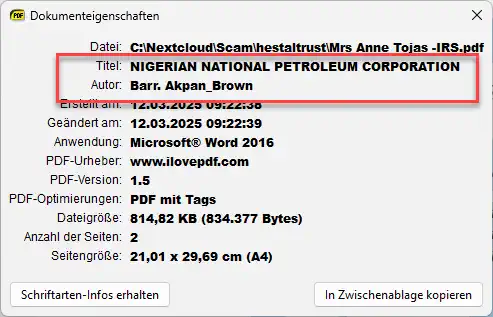 PDF
Dokumenteigenschaften
Datei: C:\Nextcloud\Scam\hestaltrust\Mrs Anne Tojas -IRS.pdf
Titel: NIGERIAN NATIONAL PETROLEUM CORPORATION
Autor: Barr. Akpan_Brown
Erstellt am: 12.03.2025 09:22:38
Geändert am: 12.03.2025 09:22:39
Anwendung: Microsoft® Word 2016
PDF-Urheber: www.ilovepdf.com
PDF-Version: 1.5
PDF-Optimierungen: PDF mit Tags
Dateigröße: 814,82 KB (834.377 Bytes)
Anzahl der Seiten: 2
Seitengröße: 21,01 x 29,69 cm (A4)
Schriftarten-Infos erhalten
In Zwischenablage kopieren